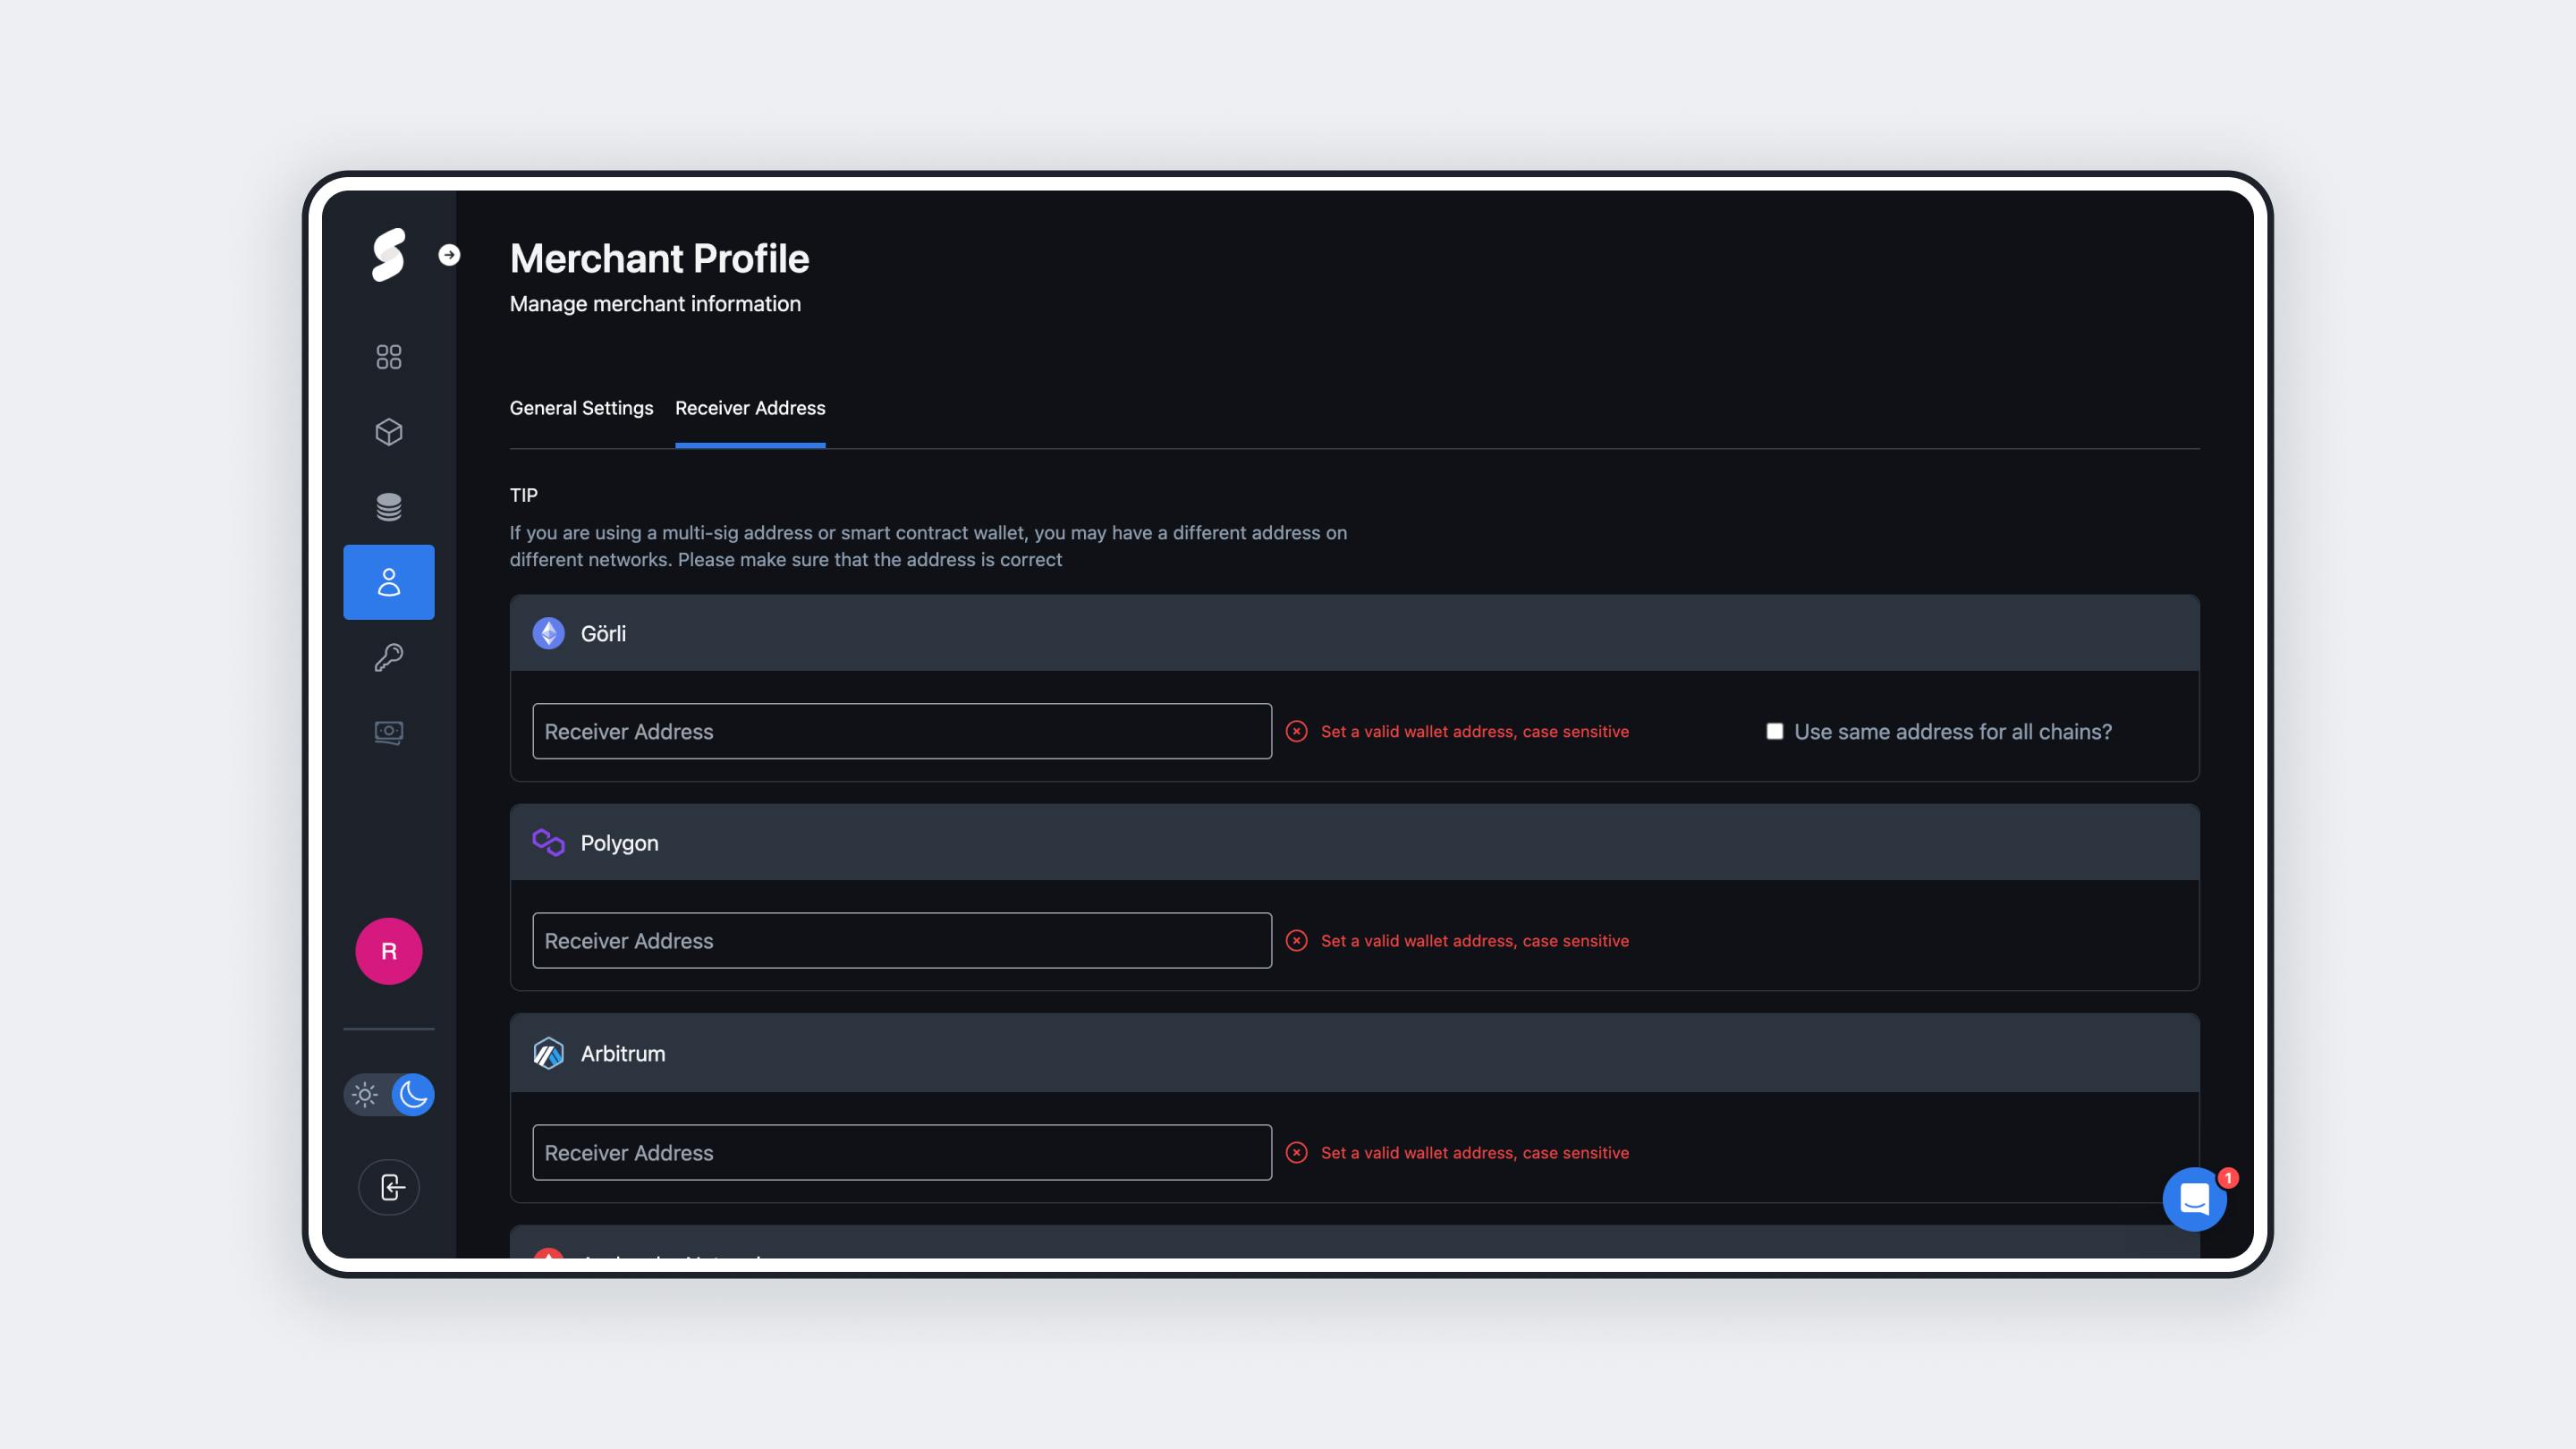 Merchant Profile
Manage merchant information
General Settings
Receiver Address
TIP
If you are using a multi-sig address or smart contract wallet, you may have a different address on
different networks. Please make sure that the address is correct
Görli
Receiver Address
Set a valid wallet address, case sensitive
Use same address for all chains?
Polygon
Receiver Address
Set a valid wallet address, case sensitive
Arbitrum
Receiver Address
Set a valid wallet address, case sensitive
R
1